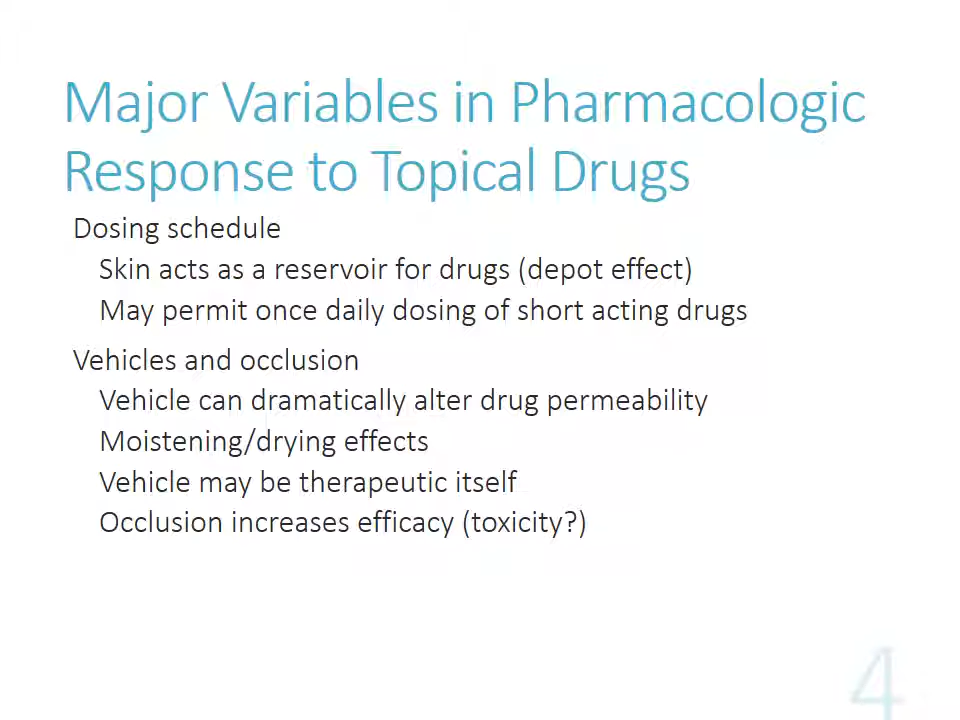 Major Variables in Pharmacologic
Response to Topical Drugs
Dosing schedule
Skin acts as a reservoir for drugs (depot effect)
May permit once daily dosing of short acting drugs
Vehicles and occlusion
Vehicle can dramatically alter drug permeability
Moistening/drying effects
Vehicle may be therapeutic itself
Occlusion increases efficacy (toxicity?)
4